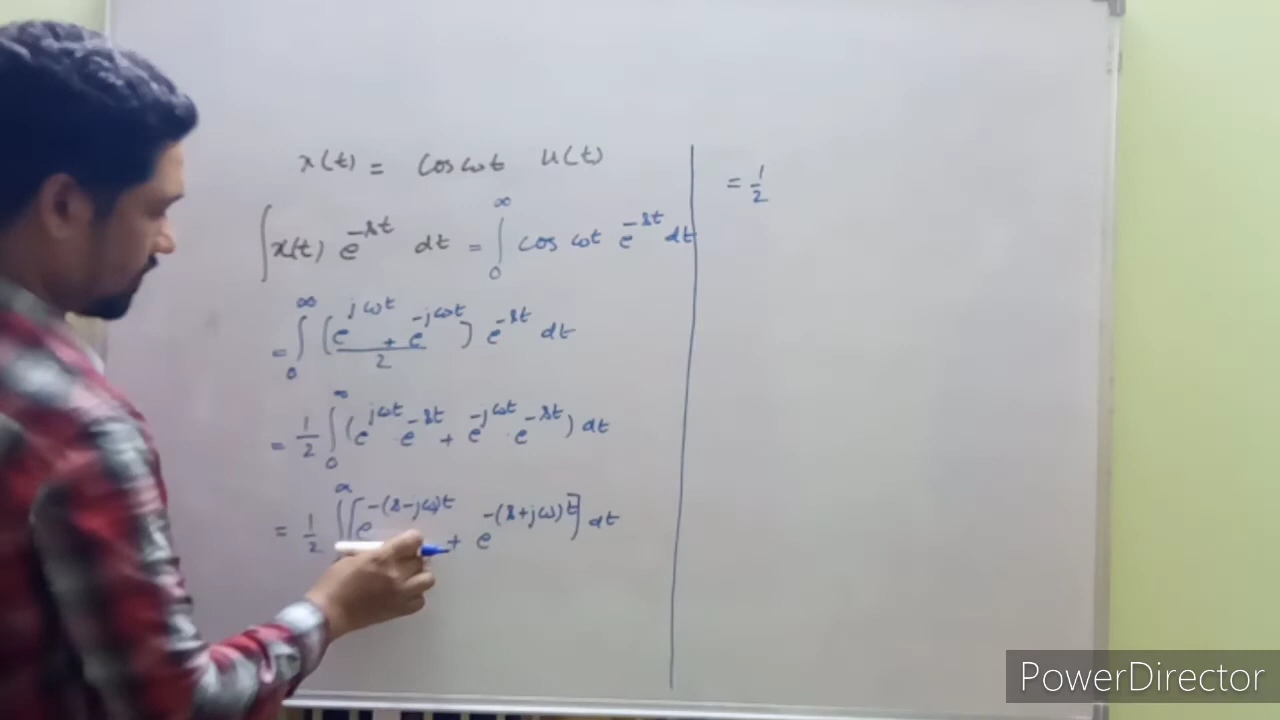 x(t) = cos ωt u(t)
∫ x(t) e^{-st} dt = ∫_0^∞ cos ωt e^{-st} dt
= ∫_0^∞ (e^{jωt} + e^{-jωt} / 2) e^{-st} dt
= 1/2 ∫_0^∞ (e^{jωt} · e^{-st} + e^{-jωt} · e^{-st}) dt
= 1/2 ∫^∞ [e^{-(s-jω)t} + e^{-(s+jω)t}] dt
= 1/2
PowerDirector